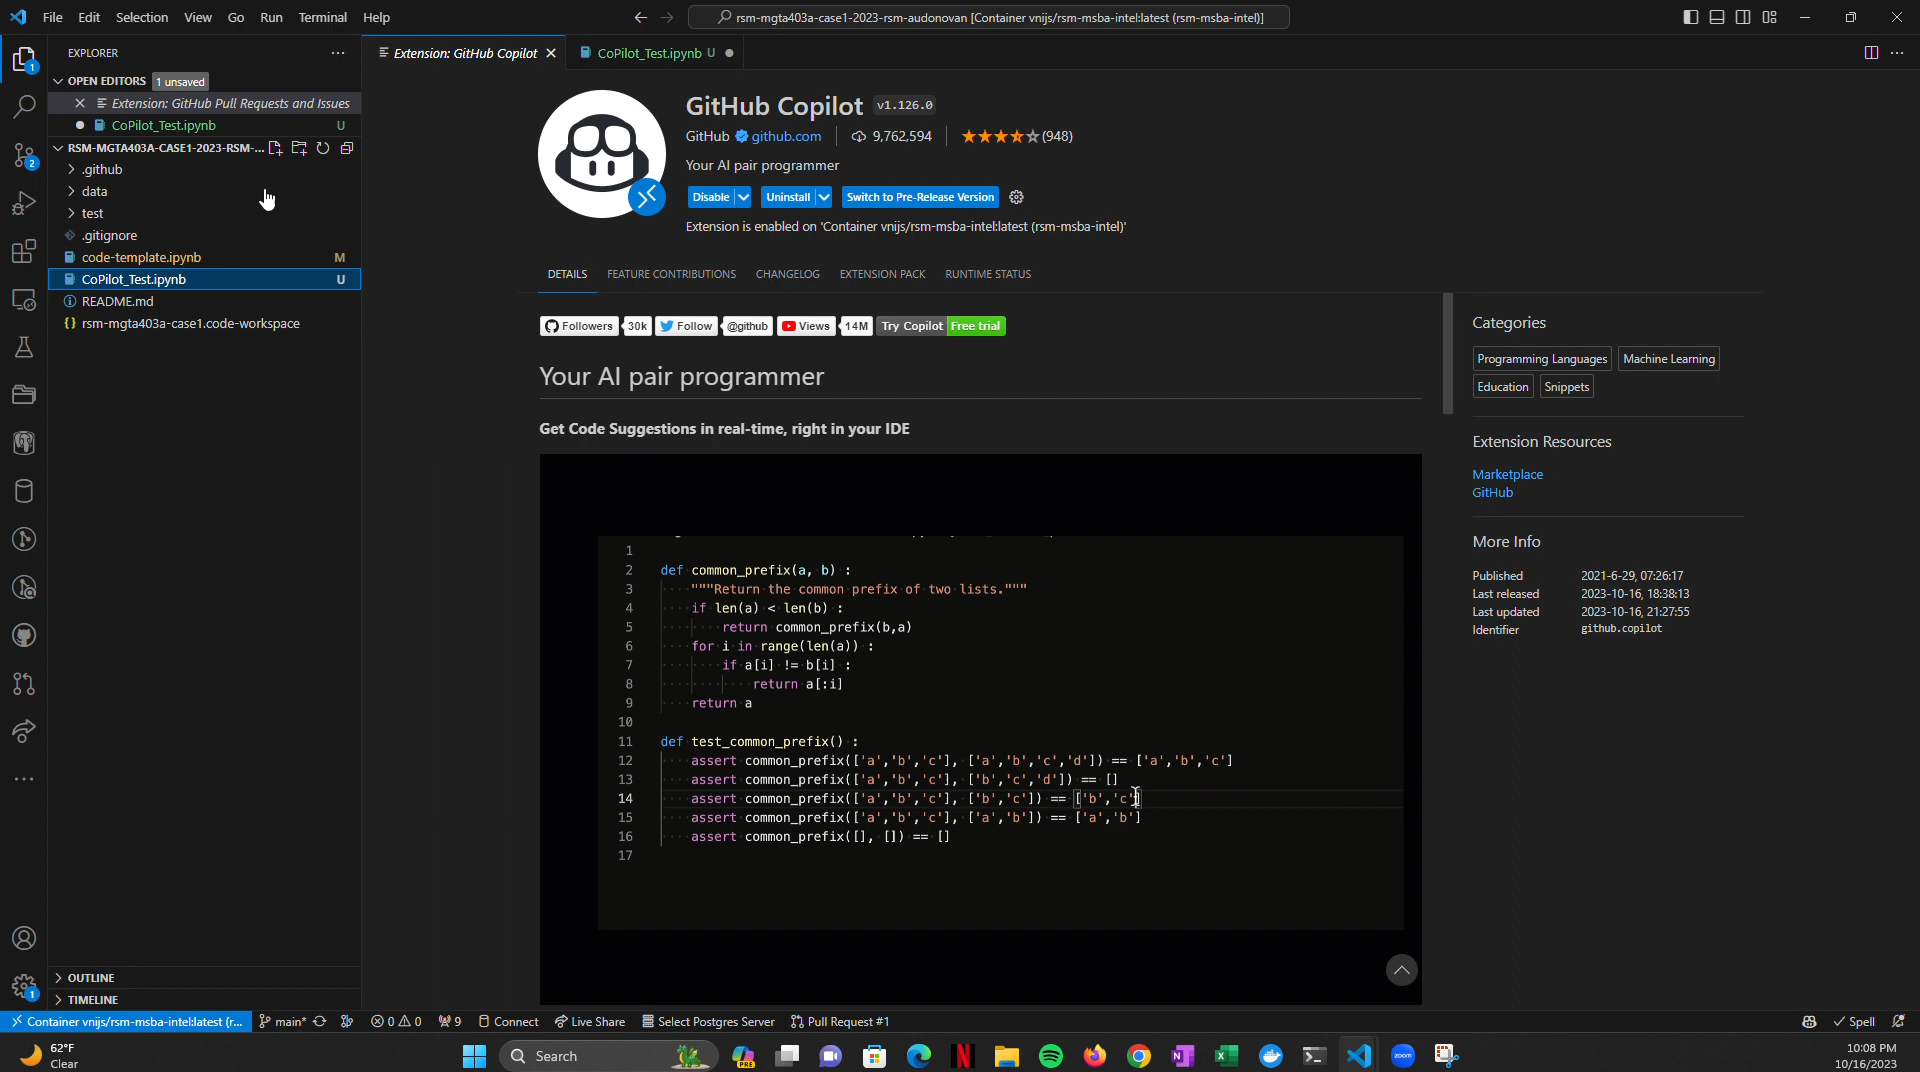 File Edit Selection View Go Run Terminal Help
rsm-mgta403a-case1-2023-rsm-audonovan [Container vnijs/rsm-msba-intel:latest (rsm-msba-intel)]
EXPLORER
Extension: GitHub Copilot
CoPilot_Test.ipynb U
OPEN EDITORS 1 unsaved
Extension: GitHub Pull Requests and Issues
CoPilot_Test.ipynb U
RSM-MGTA403A-CASE1-2023-RSM-...
.github
data
test
.gitignore
code-template.ipynb M
CoPilot_Test.ipynb U
README.md
rsm-mgta403a-case1.code-workspace
OUTLINE
TIMELINE
1
2
1
GitHub Copilot v1.126.0
GitHub github.com 9,762,594 (948)
Your AI pair programmer
Disable Uninstall Switch to Pre-Release Version
Extension is enabled on 'Container vnijs/rsm-msba-intel:latest (rsm-msba-intel)'
DETAILS FEATURE CONTRIBUTIONS CHANGELOG EXTENSION PACK RUNTIME STATUS
Followers 30k Follow @github Views 14M Try Copilot Free trial
Your AI pair programmer
Get Code Suggestions in real-time, right in your IDE
1
2 def common_prefix(a, b) :
3 """Return the common prefix of two lists."""
4 if len(a) < len(b) :
5 return common_prefix(b,a)
6 for i in range(len(a)) :
7 if a[i] != b[i] :
8 return a[:i]
9 return a
10
11 def test_common_prefix() :
12 assert common_prefix(['a','b','c'], ['a','b','c','d']) == ['a','b','c']
13 assert common_prefix(['a','b','c'], ['b','c','d']) == []
14 assert common_prefix(['a','b','c'], ['b','c']) == ['b','c']
15 assert common_prefix(['a','b','c'], ['a','b']) == ['a','b']
16 assert common_prefix([], []) == []
17
Categories
Programming Languages Machine Learning
Education Snippets
Extension Resources
Marketplace
GitHub
More Info
Published 2021-6-29, 07:26:17
Last released 2023-10-16, 18:38:13
Last updated 2023-10-16, 21:27:55
Identifier github.copilot
Container vnijs/rsm-msba-intel:latest (r... main* 0 0 9 Connect Live Share Select Postgres Server Pull Request #1 Spell
62°F
Clear
Search
PRE
zoom
10:08 PM
10/16/2023